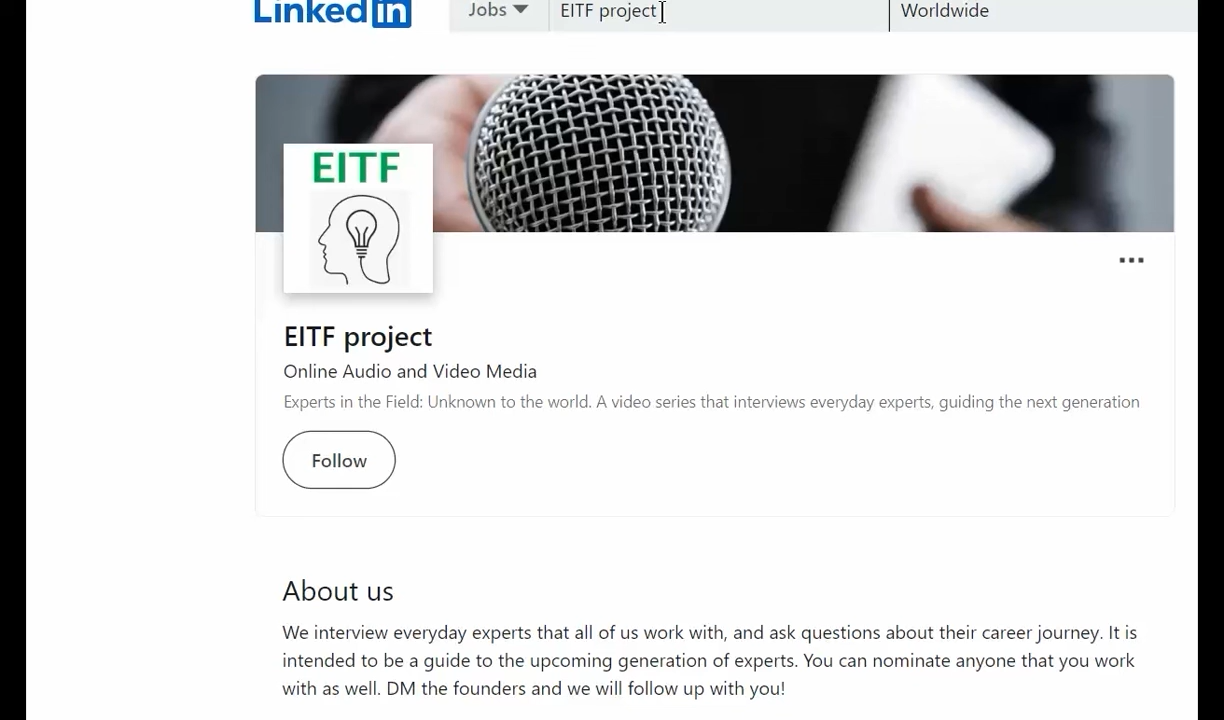 Linked in
Jobs EITF project Worldwide
EITF
EITF project
Online Audio and Video Media
Experts in the Field: Unknown to the world. A video series that interviews everyday experts, guiding the next generation
Follow
About us
We interview everyday experts that all of us work with, and ask questions about their career journey. It is
intended to be a guide to the upcoming generation of experts. You can nominate anyone that you work
with as well. DM the founders and we will follow up with you!